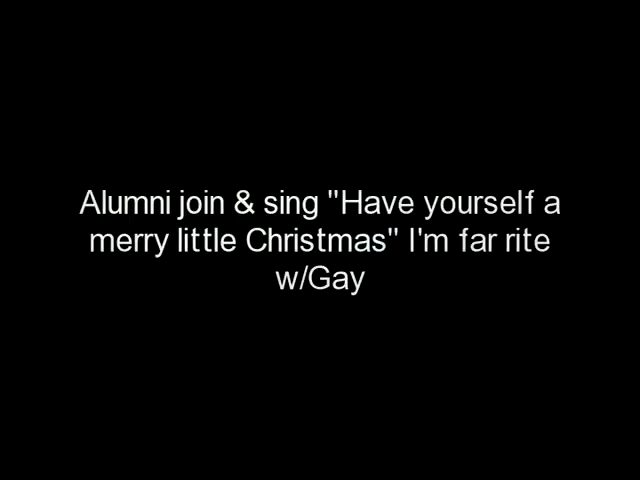 Alumni join & sing "Have yourself a
merry little Christmas" I'm far rite
w/Gay